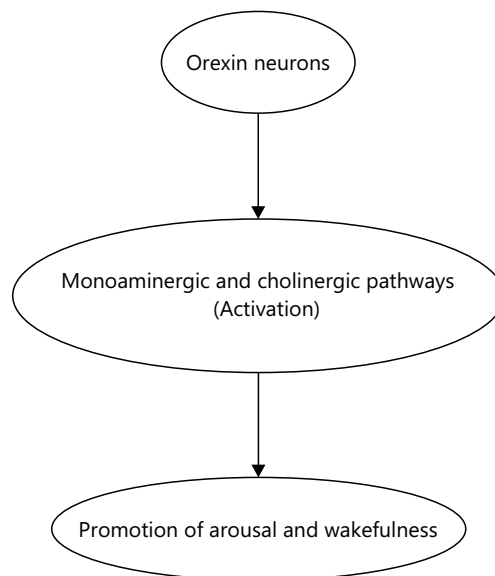 Orexin neurons
Monoaminergic and cholinergic pathways
(Activation)
Promotion of arousal and wakefulness